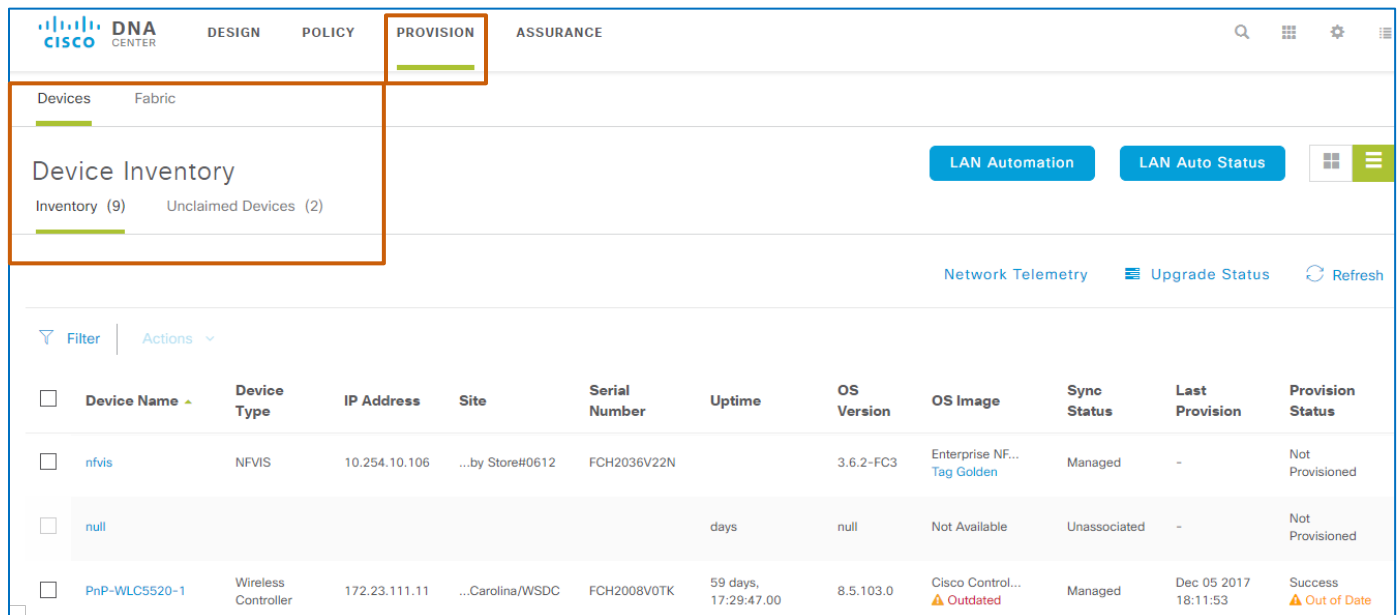 CISCO DNA CENTER DESIGN POLICY PROVISION ASSURANCE
Devices Fabric
Device Inventory
LAN Automation LAN Auto Status
Inventory (9) Unclaimed Devices (2)
Network Telemetry Upgrade Status Refresh
Filter Actions
Device Name Device Type IP Address Site Serial Number Uptime OS Version OS Image Sync Status Last Provision Provision Status
nfvis NFVIS 10.254.10.106 ...by Store#0612 FCH2036V22N 3.6.2-FC3 Enterprise NF... Tag Golden Managed - Not Provisioned
null days null Not Available Unassociated - Not Provisioned
PnP-WLC5520-1 Wireless Controller 172.23.111.11 ...Carolina/WSDC FCH2008V0TK 59 days, 17:29:47.00 8.5.103.0 Cisco Control... Outdated Managed Dec 05 2017 18:11:53 Success Out of Date